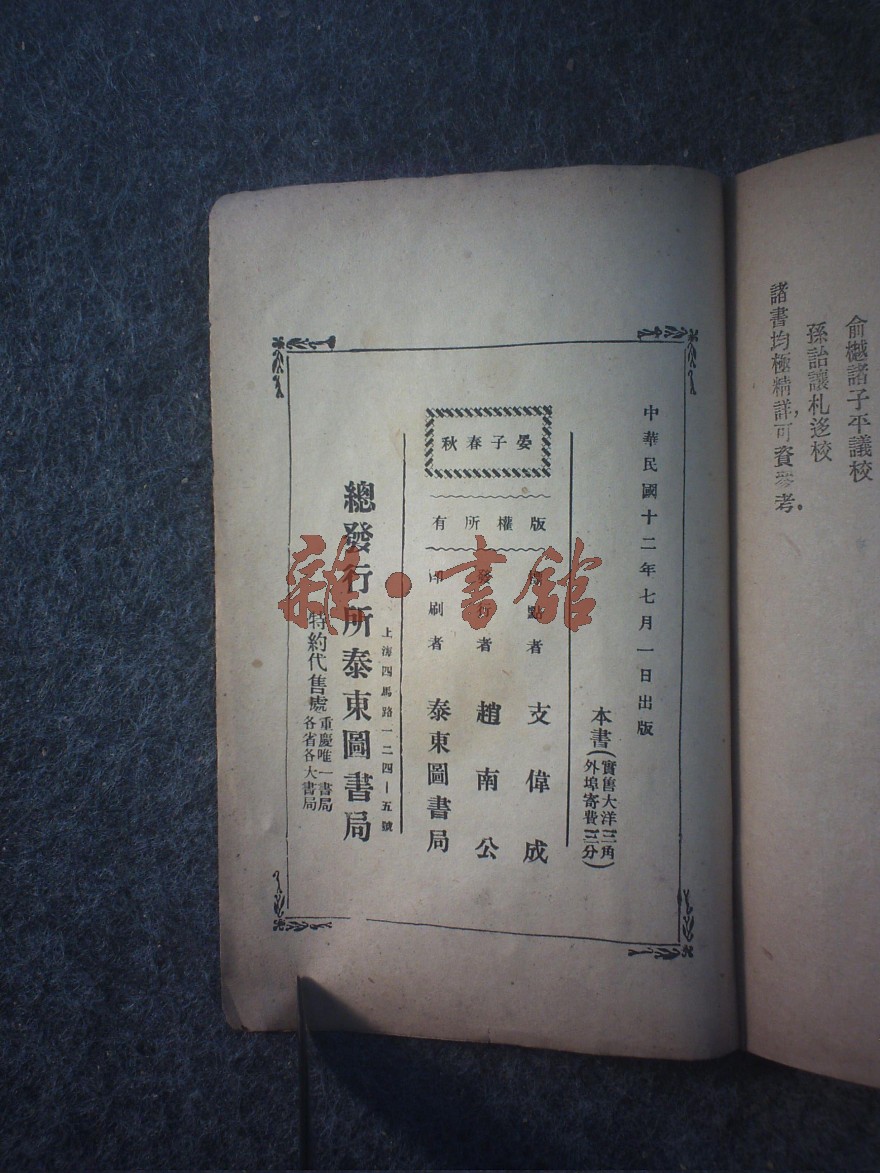 俞樾諸子平議校
孫詒讓札迻校
諸書均極精詳，可資參考．
中華民國十二年七月一日出版
本書（實售大洋三角
外埠寄費三分）
晏子春秋
版權所有
標點者　支偉成
發行者　趙南公
印刷者　泰東圖書局
上海四馬路一二四—五號
總發行所泰東圖書局
特約代售處
重慶唯一書局
各省各大書局
雜·書館